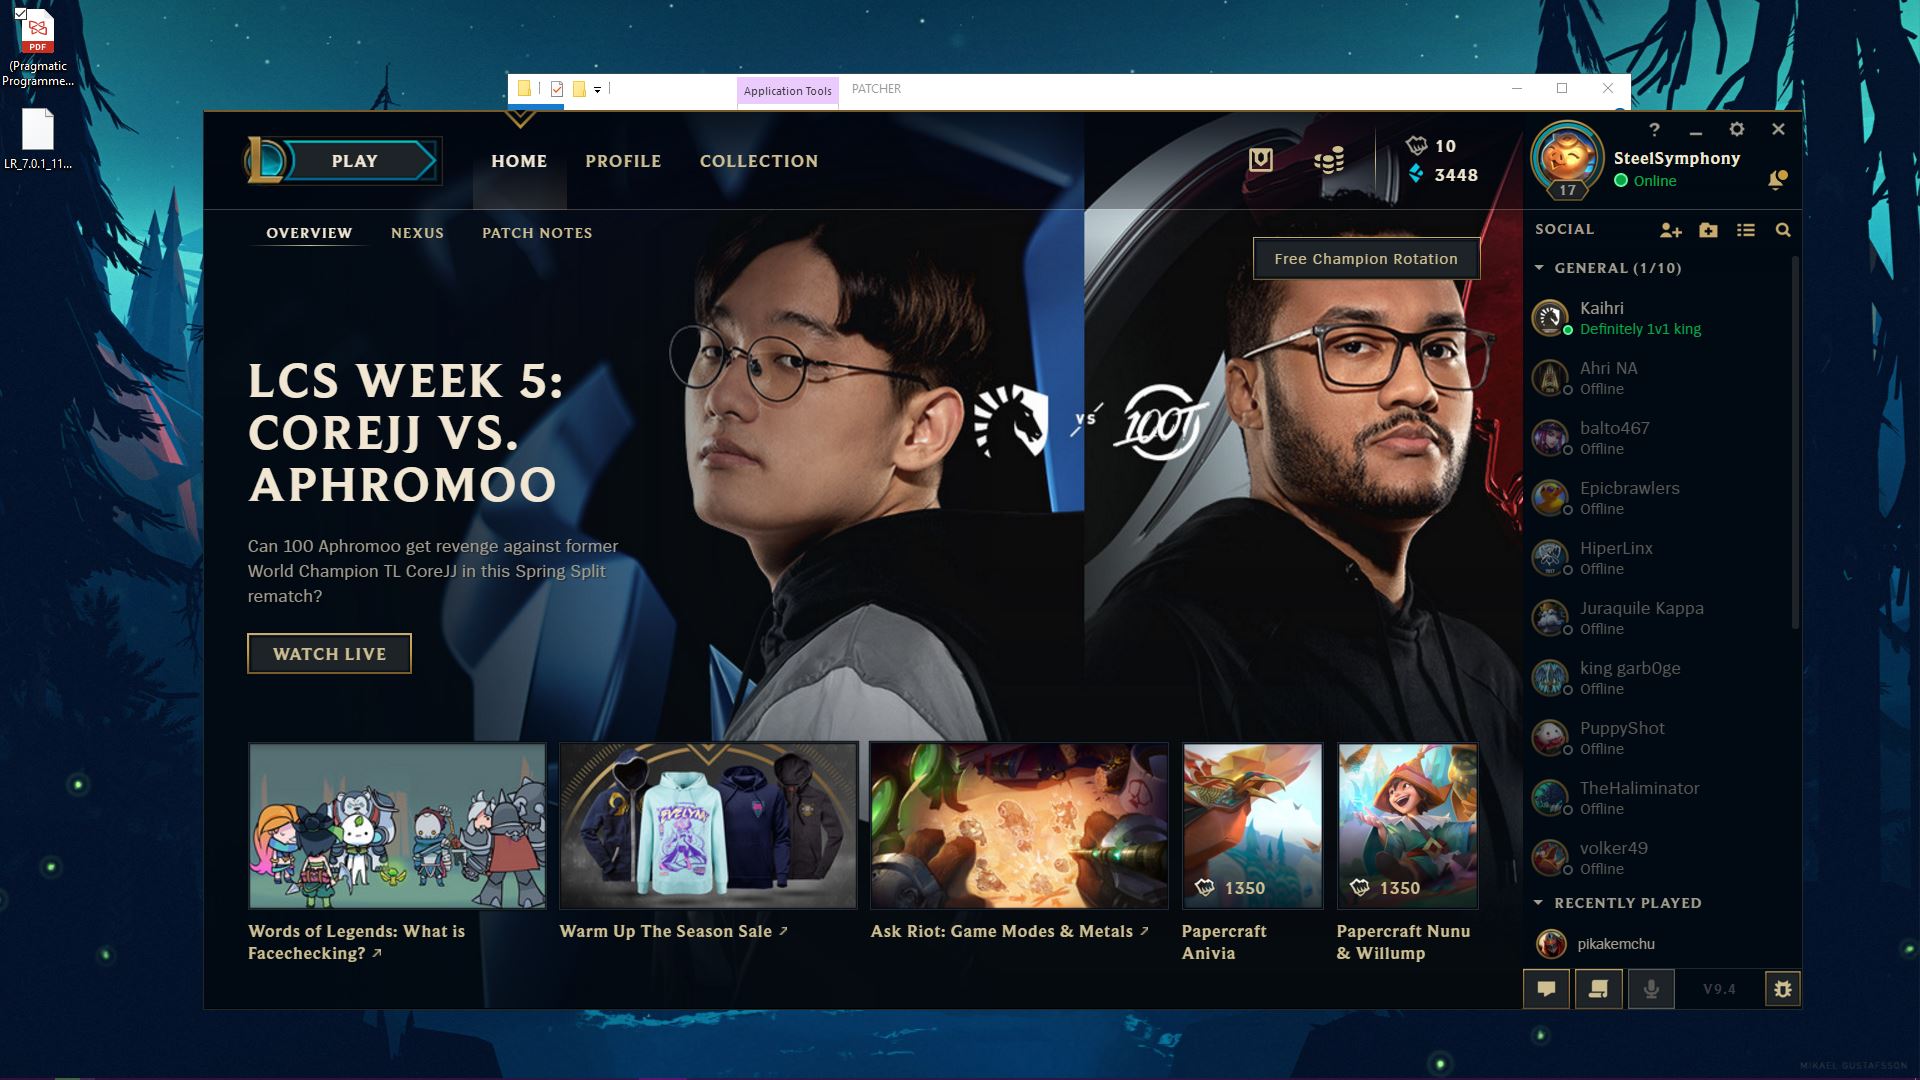 (Pragmatic
Programme...
LR_7.0.1_11...
Application Tools
PATCHER
PLAY
HOME
PROFILE
COLLECTION
10
3448
17
SteelSymphony
Online
OVERVIEW
NEXUS
PATCH NOTES
Free Champion Rotation
LCS WEEK 5:
COREJJ VS.
APHROMOO
VS
100T
Can 100 Aphromoo get revenge against former
World Champion TL CoreJJ in this Spring Split
rematch?
WATCH LIVE
1350
1350
Words of Legends: What is
Facechecking? ↗
Warm Up The Season Sale ↗
Ask Riot: Game Modes & Metals ↗
Papercraft
Anivia
Papercraft Nunu
& Willump
SOCIAL
GENERAL (1/10)
Kaihri
Definitely 1v1 king
Ahri NA
Offline
balto467
Offline
Epicbrawlers
Offline
HiperLinx
Offline
Juraquile Kappa
Offline
king garb0ge
Offline
PuppyShot
Offline
TheHaliminator
Offline
volker49
Offline
RECENTLY PLAYED
pikakemchu
V9.4
MIKAEL GUSTAFSSON